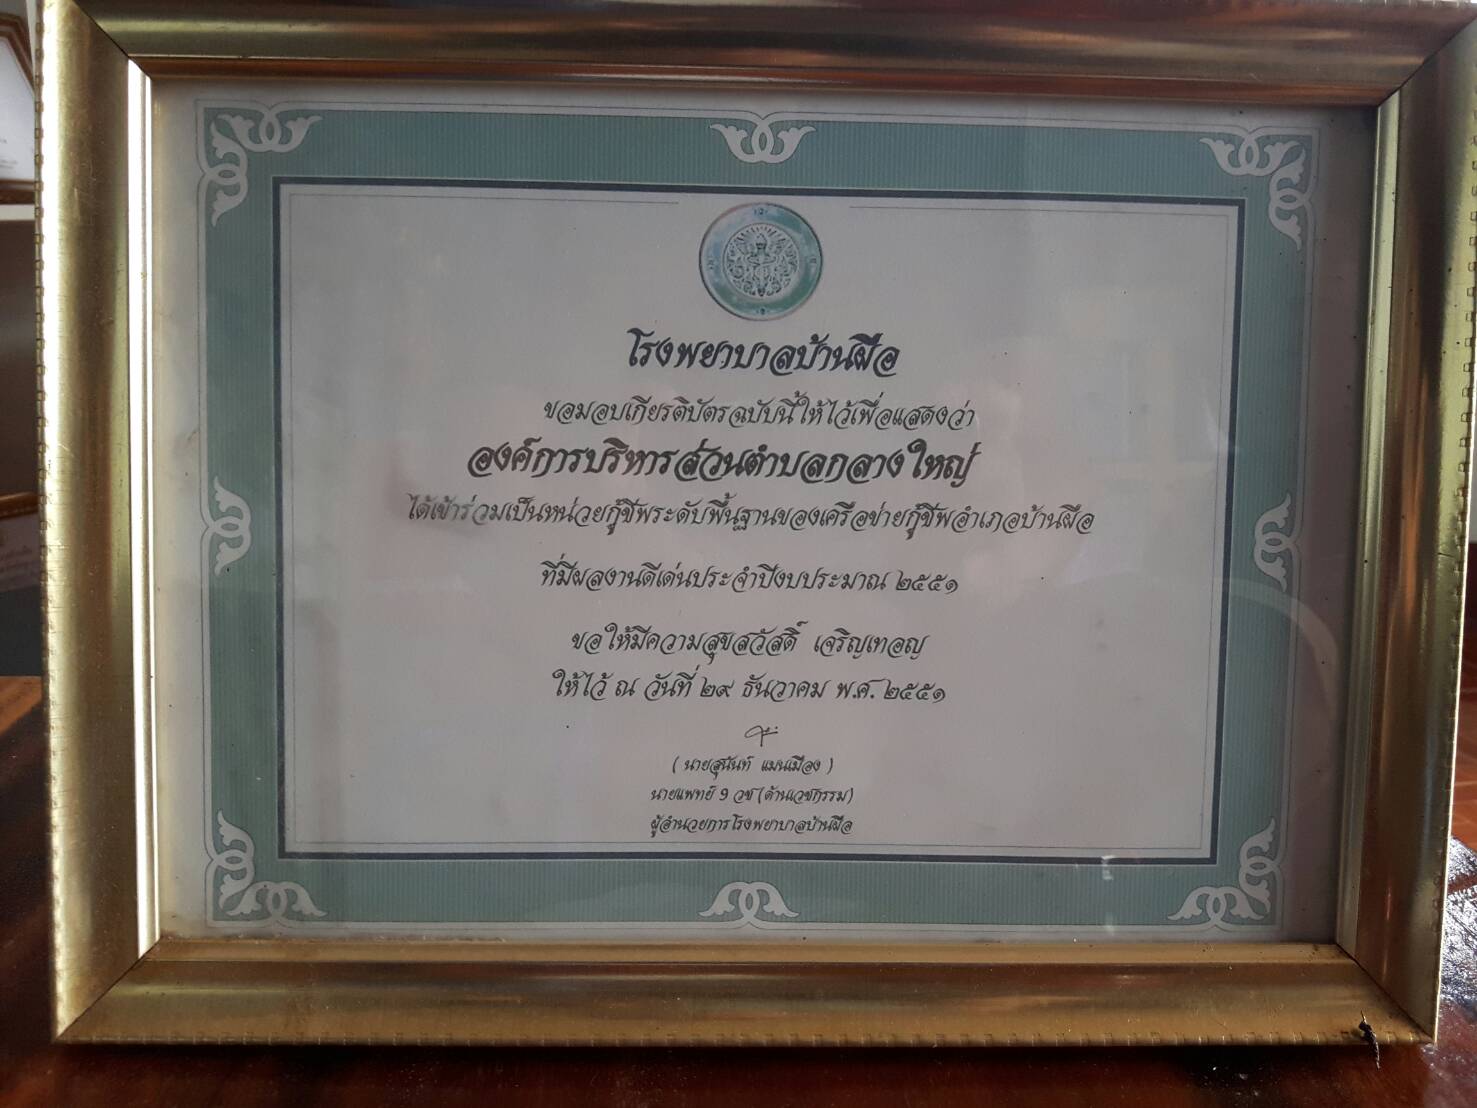 โรงพยาบาลบ้านผือ
ขอมอบเกียรติบัตรฉบับนี้ให้ไว้เพื่อแสดงว่า
องค์การบริหารส่วนตำบลกลางใหญ่
ได้เข้าร่วมเป็นหน่วยกู้ชีพระดับพื้นฐานของเครือข่ายกู้ชีพอำเภอบ้านผือ
ที่มีผลงานดีเด่นประจำปีงบประมาณ ๒๕๕๑
ขอให้มีความสุขสวัสดิ์ เจริญเทอญ
ให้ไว้ ณ วันที่ ๒๙ ธันวาคม พ.ศ. ๒๕๕๑
( นายสุนันท์ แมนเมือง )
นายแพทย์ 9 วช (ด้านเวชกรรม)
ผู้อำนวยการโรงพยาบาลบ้านผือ